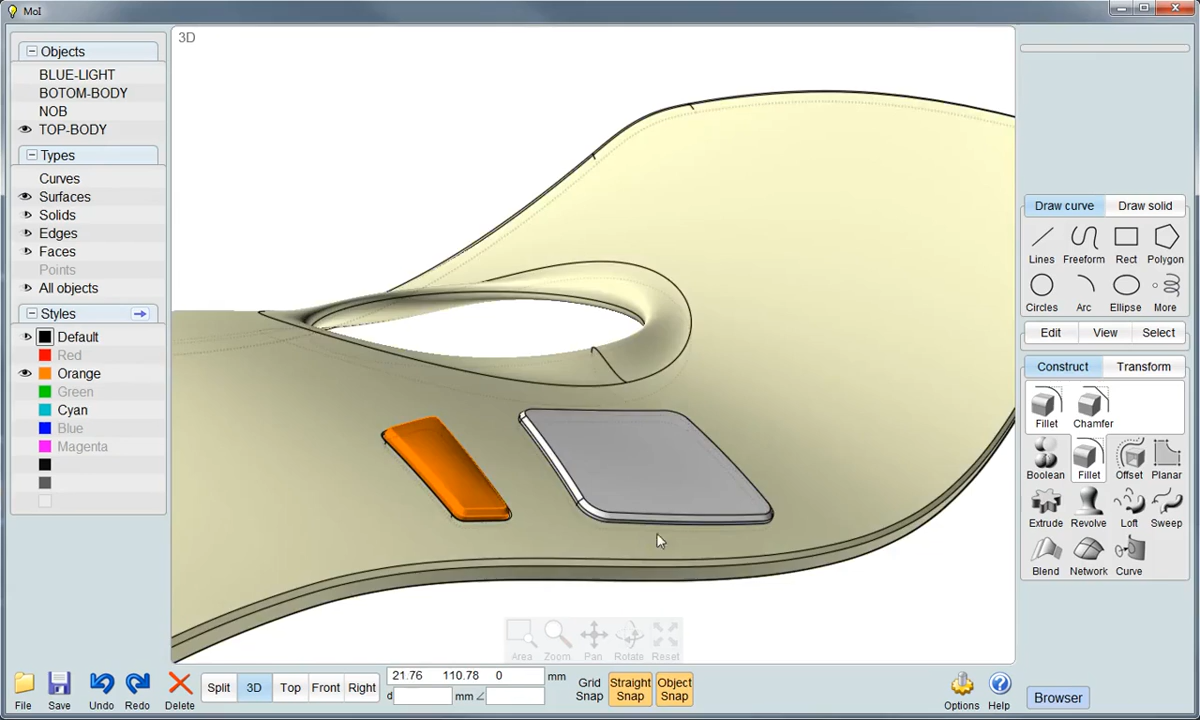 MoI
Objects
BLUE-LIGHT
BOTOM-BODY
NOB
TOP-BODY
Types
Curves
Surfaces
Solids
Edges
Faces
Points
All objects
Styles
Default
Red
Orange
Green
Cyan
Blue
Magenta
3D
Draw curve Draw solid
Lines Freeform Rect Polygon
Circles Arc Ellipse More
Edit View Select
Construct Transform
Fillet Chamfer
Boolean Fillet Offset Planar
Extrude Revolve Loft Sweep
Blend Network Curve
Area Zoom Pan Rotate Reset
File Save Undo Redo Delete
Split 3D Top Front Right
21.76 110.78 0 mm
d mm
Grid Snap
Straight Snap
Object Snap
Options Help
Browser